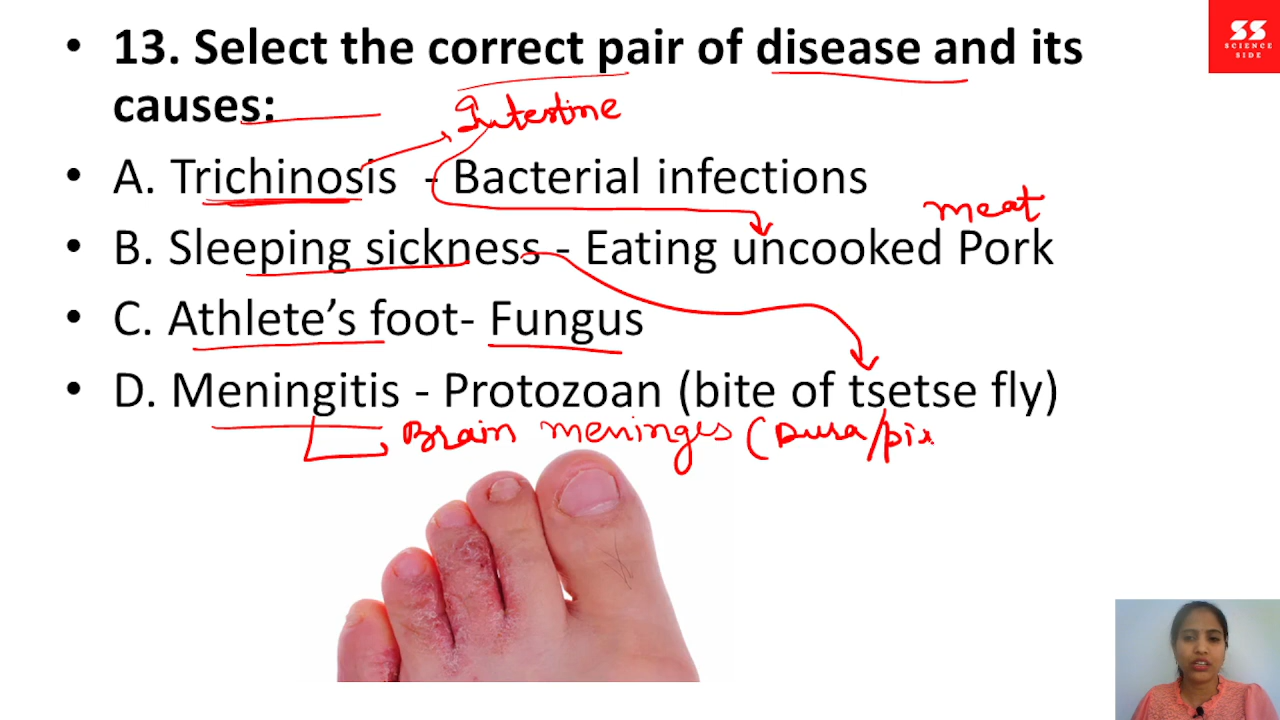 SS
SCIENCE
SIDE
• 13. Select the correct pair of disease and its
causes:
Intestine
• A. Trichinosis - Bacterial infections
meat
• B. Sleeping sickness - Eating uncooked Pork
• C. Athlete’s foot- Fungus
• D. Meningitis - Protozoan (bite of tsetse fly)
Brain meninges (Dura/pia